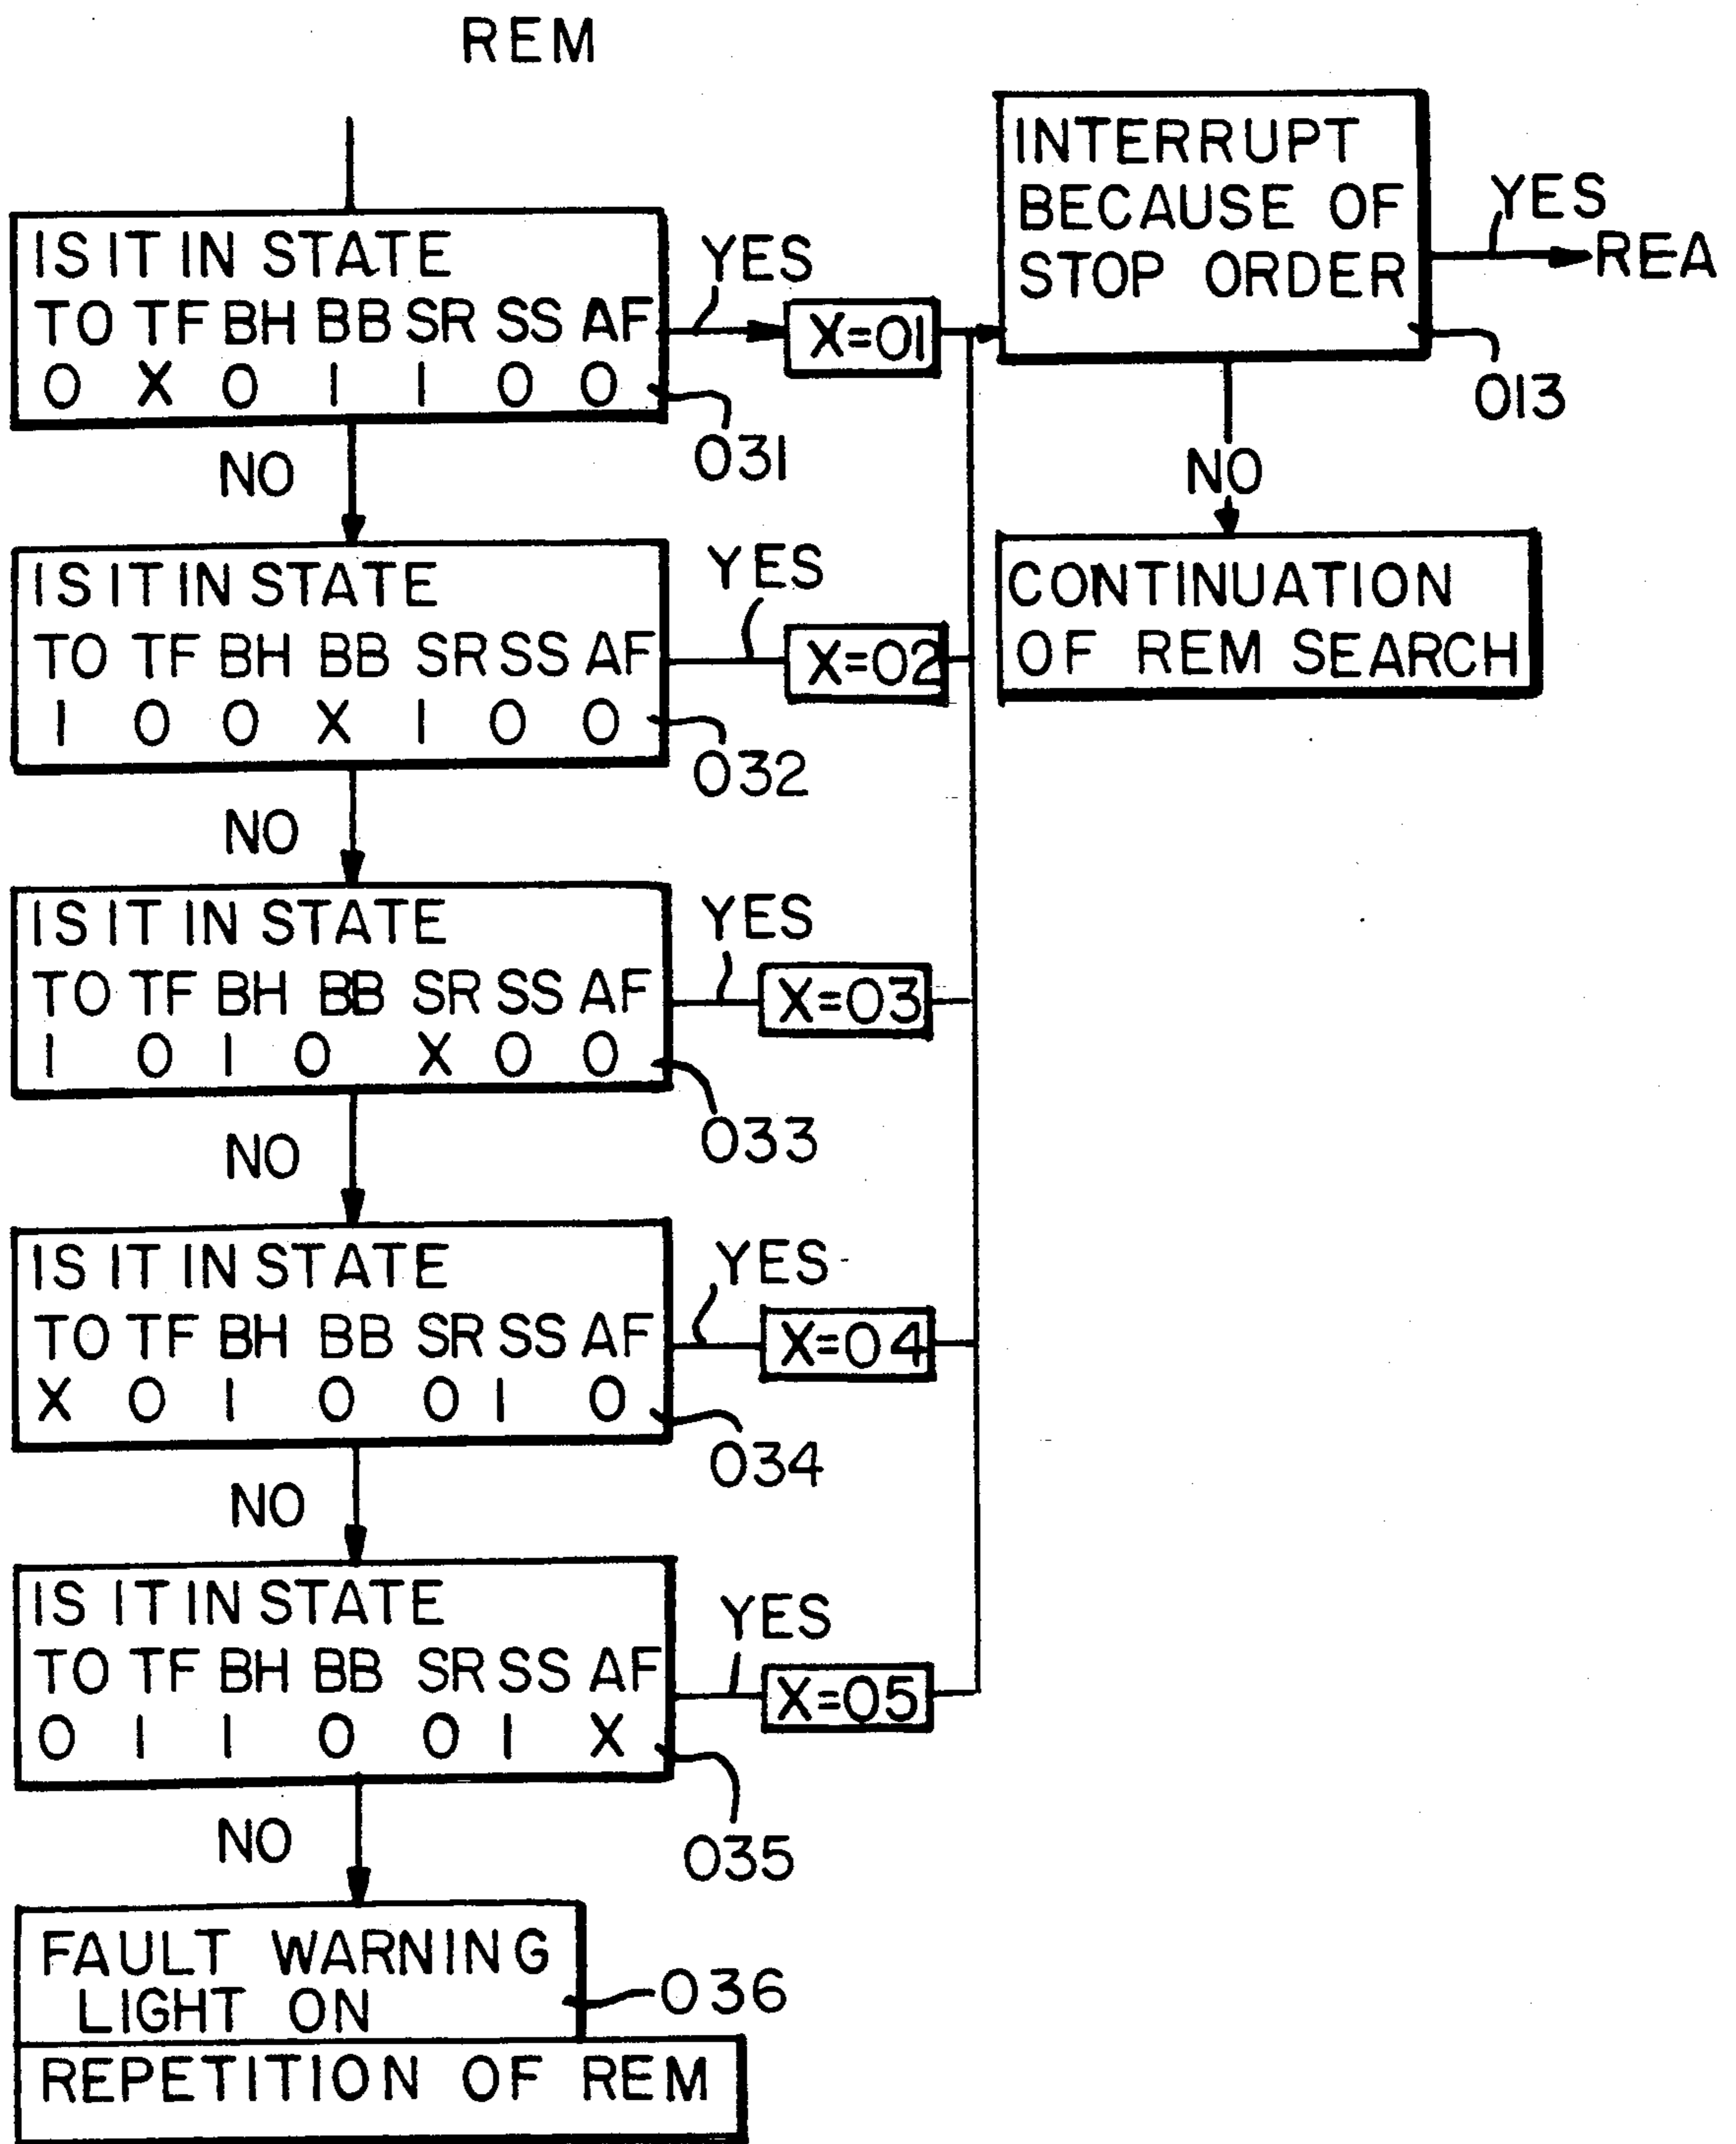 REM
IS IT IN STATE
TO TF BH BB SR SS AF
0 X 0 1 1 0 0
031
YES
X=01
INTERRUPT
BECAUSE OF
STOP ORDER
013
YES
REA
NO
CONTINUATION
OF REM SEARCH
NO
IS IT IN STATE
TO TF BH BB SR SS AF
1 0 0 X 1 0 0
032
YES
X=02
NO
IS IT IN STATE
TO TF BH BB SR SS AF
1 0 1 0 X 0 0
033
YES
X=03
NO
IS IT IN STATE
TO TF BH BB SR SS AF
X 0 1 0 0 1 0
034
YES
X=04
NO
IS IT IN STATE
TO TF BH BB SR SS AF
0 1 1 0 0 1 X
035
YES
X=05
NO
FAULT WARNING
LIGHT ON
036
REPETITION OF REM